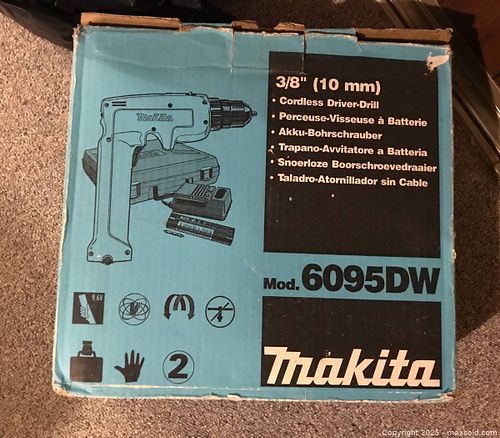 3/8" (10 mm)
• Cordless Driver-Drill
• Perceuse-Visseuse à Batterie
• Akku-Bohrschrauber
• Trapano-Avvitatore a Batteria
• Snoerloze Boorschroevedraaier
• Taladro-Atornillador sin Cable
Makita
Mod. 6095DW
9.6V
2
Makita
Copyright © 2025 - maxsold.com